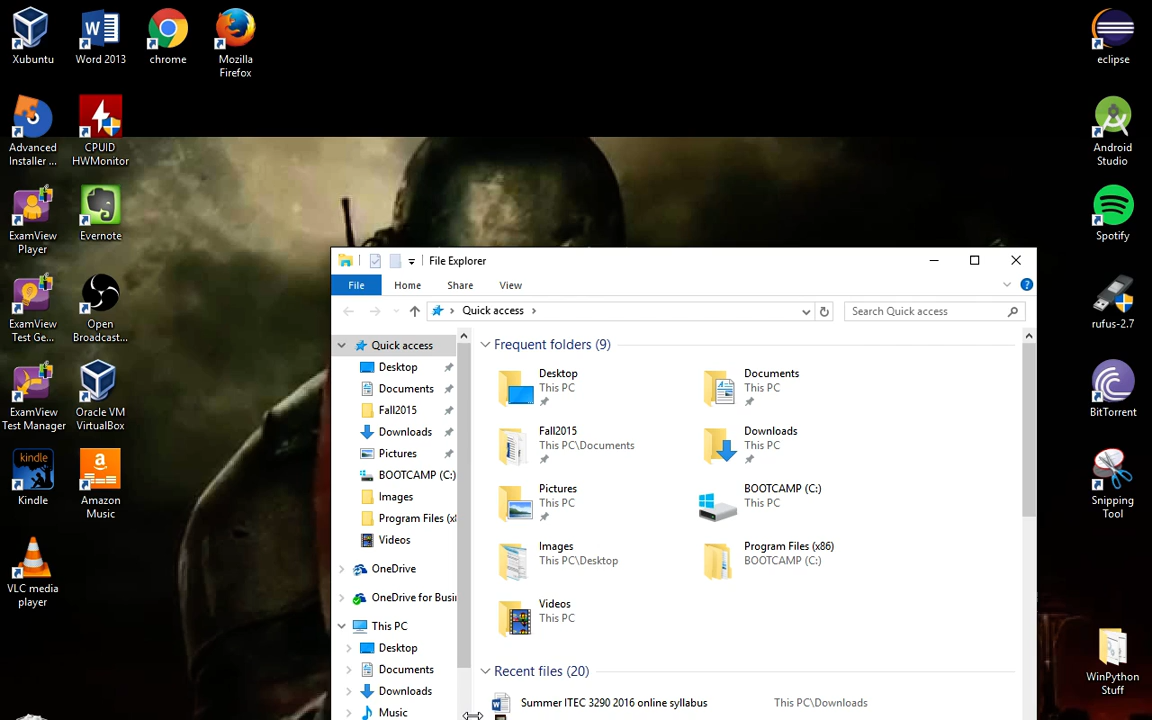 Xubuntu
Word 2013
chrome
Mozilla
Firefox
eclipse
Advanced
Installer ...
CPUID
HWMonitor
Android
Studio
ExamView
Player
Evernote
Spotify
ExamView
Test Ge...
Open
Broadcast...
rufus-2.7
ExamView
Test Manager
Oracle VM
VirtualBox
BitTorrent
kindle
Kindle
Amazon
Music
Snipping
Tool
VLC media
player
WinPython
Stuff
File Explorer
File
Home
Share
View
Quick access
Search Quick access
Quick access
Desktop
Documents
Fall2015
Downloads
Pictures
BOOTCAMP (C:)
Images
Program Files (x8
Videos
OneDrive
OneDrive for Busi
This PC
Desktop
Documents
Downloads
Music
Frequent folders (9)
Desktop
This PC
Documents
This PC
Fall2015
This PC\Documents
Downloads
This PC
Pictures
This PC
BOOTCAMP (C:)
This PC
Images
This PC\Desktop
Program Files (x86)
BOOTCAMP (C:)
Videos
This PC
Recent files (20)
Summer ITEC 3290 2016 online syllabus
This PC\Downloads